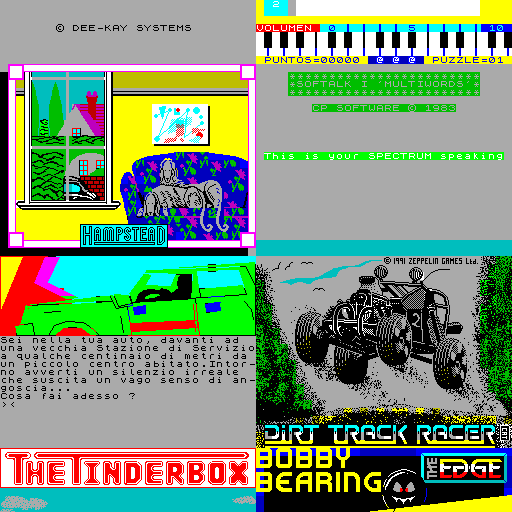 © DEE-KAY SYSTEMS
HAMPSTEAD
2
VOLUMEN 0 5 10
PUNTOS=00000 @ @ @ PUZZLE=01
*SOFTALK I "MULTIWORDS"*
CP SOFTWARE © 1983
This is your SPECTRUM speaking
Sei nella tua auto, davanti ad
una vecchia Stazione di Servizio
a qualche centinaio di metri da
un piccolo centro abitato.Intor-
no avverti un silenzio irreale
che suscita un vago senso di an-
goscia...
Cosa fai adesso ?
><
© 1991 ZEPPELIN GAMES Ltd.
2
DIRT TRACK RACER
THE TINDERBOX
BOBBY
BEARING
THE EDGE